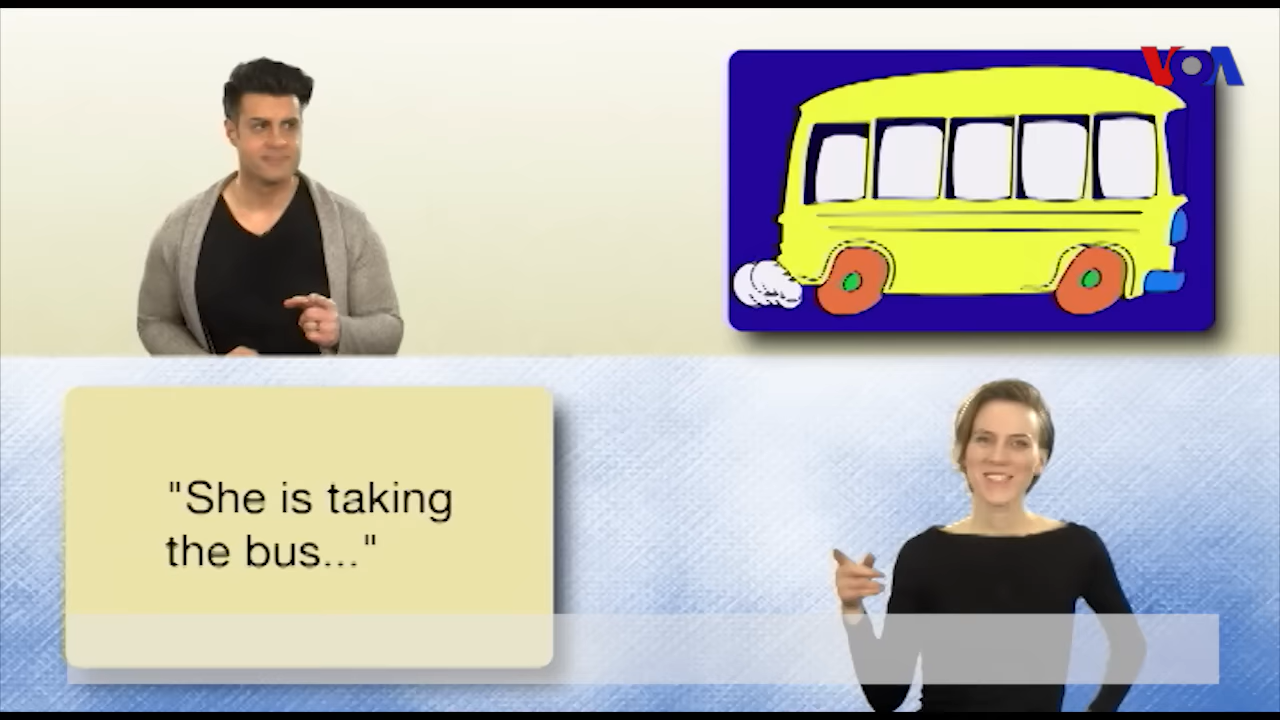 VOA
"She is taking
the bus..."